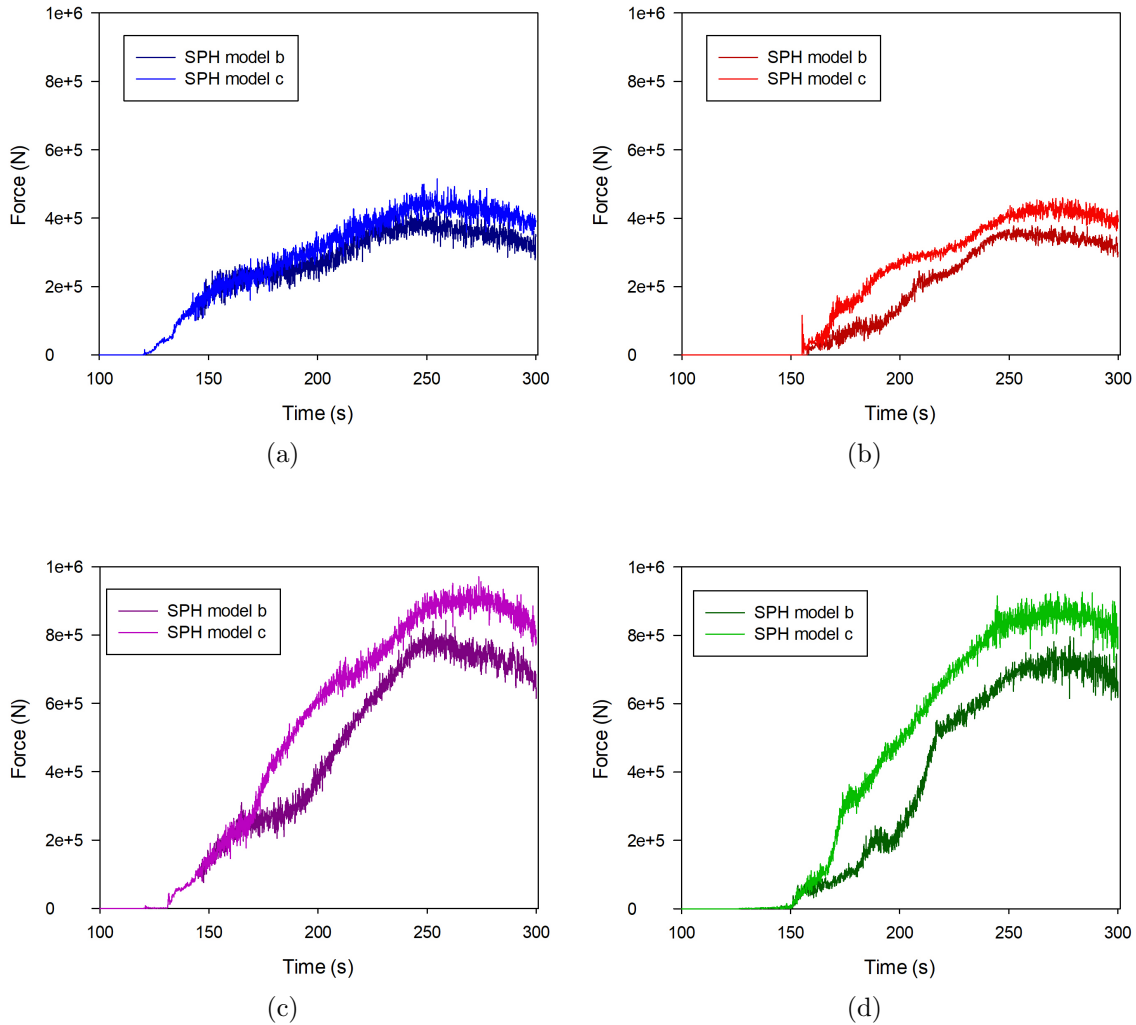 1e+6
SPH model b
SPH model c
8e+5
6e+5
4e+5
2e+5
0
Force (N)
100 150 200 250 300
Time (s)
(a)
1e+6
SPH model b
SPH model c
8e+5
6e+5
4e+5
2e+5
0
Force (N)
100 150 200 250 300
Time (s)
(b)
1e+6
SPH model b
SPH model c
8e+5
6e+5
4e+5
2e+5
0
Force (N)
100 150 200 250 300
Time (s)
(c)
1e+6
SPH model b
SPH model c
8e+5
6e+5
4e+5
2e+5
0
Force (N)
100 150 200 250 300
Time (s)
(d)